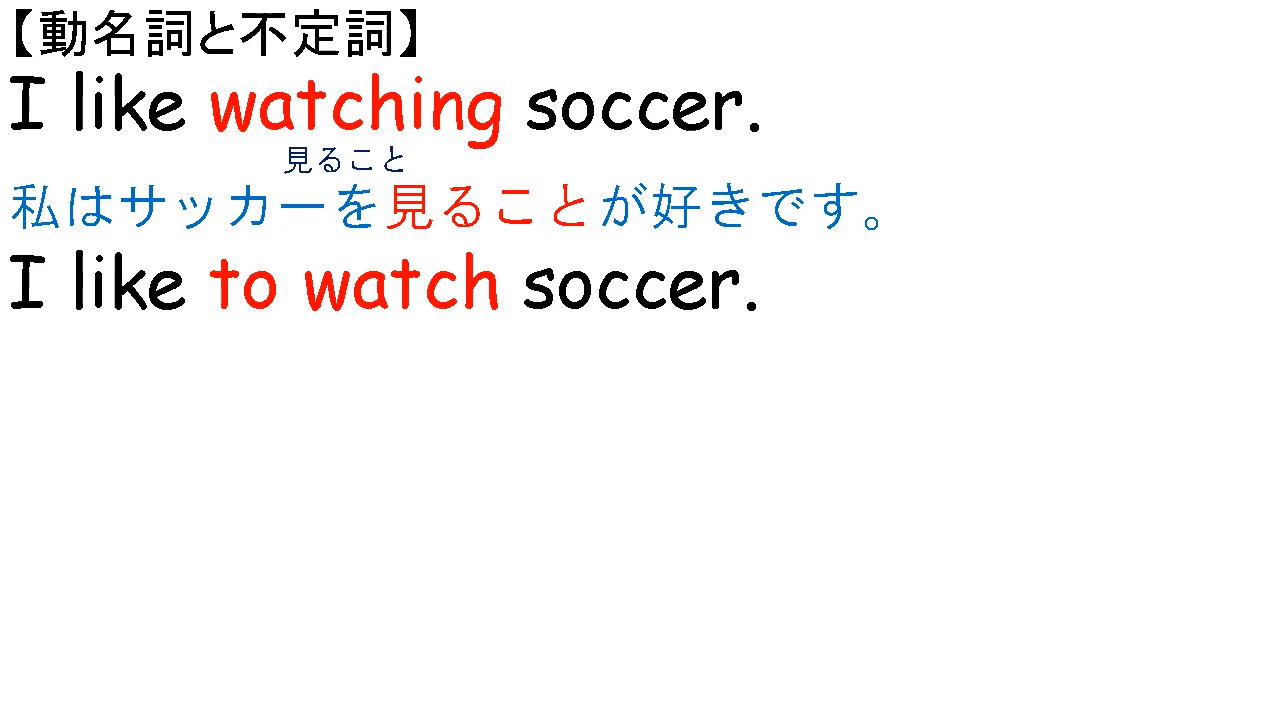 【動名詞と不定詞】
I like watching soccer.
見ること
私はサッカーを見ることが好きです。
I like to watch soccer.